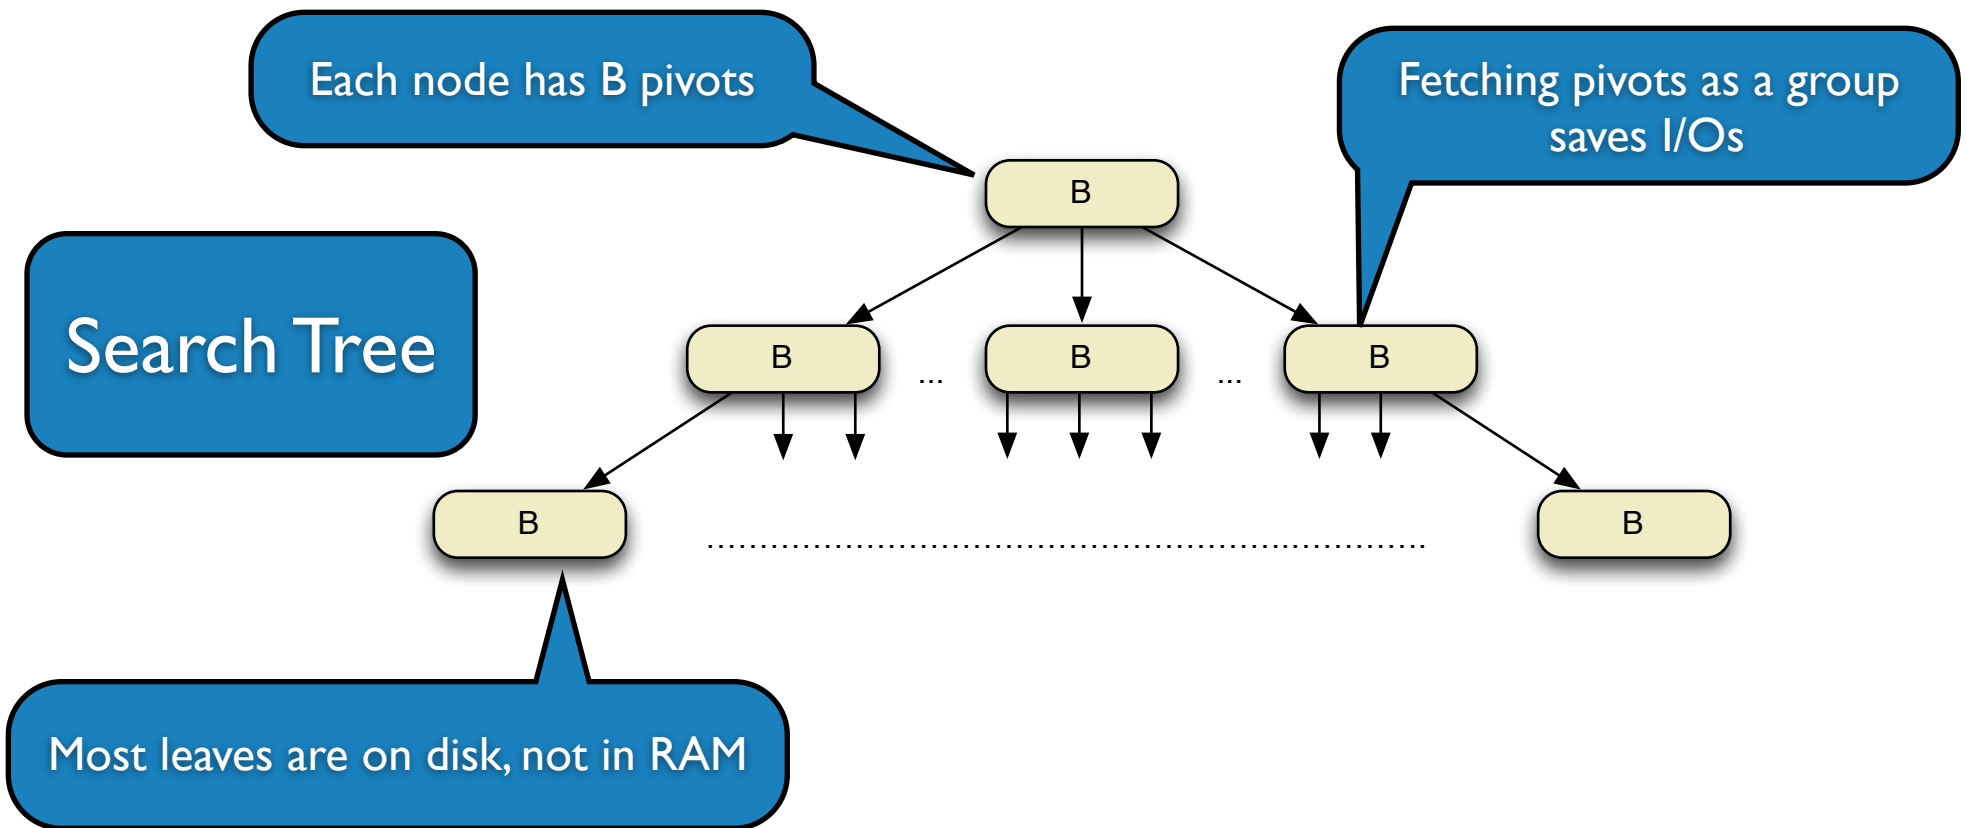 Each node has B pivots
Fetching pivots as a group
saves I/Os
B
Search Tree
B
...
B
...
B
B
B
Most leaves are on disk, not in RAM